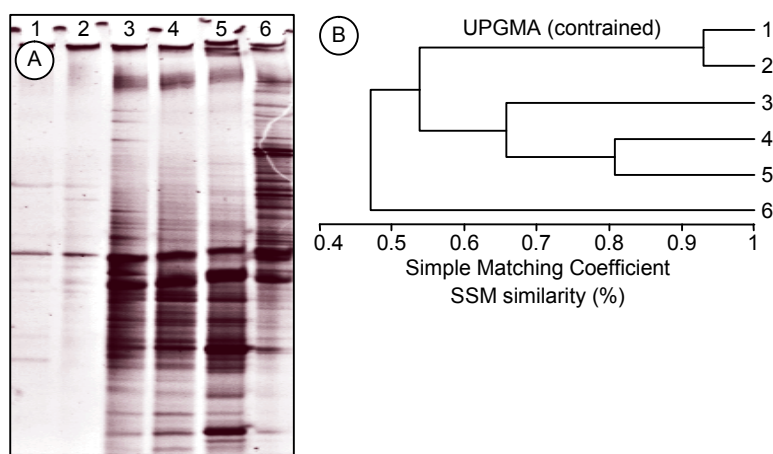 1 2 3 4 5 6
A
B
UPGMA (contrained)
1
2
3
4
5
6
0.4 0.5 0.6 0.7 0.8 0.9 1
Simple Matching Coefficient
SSM similarity (%)